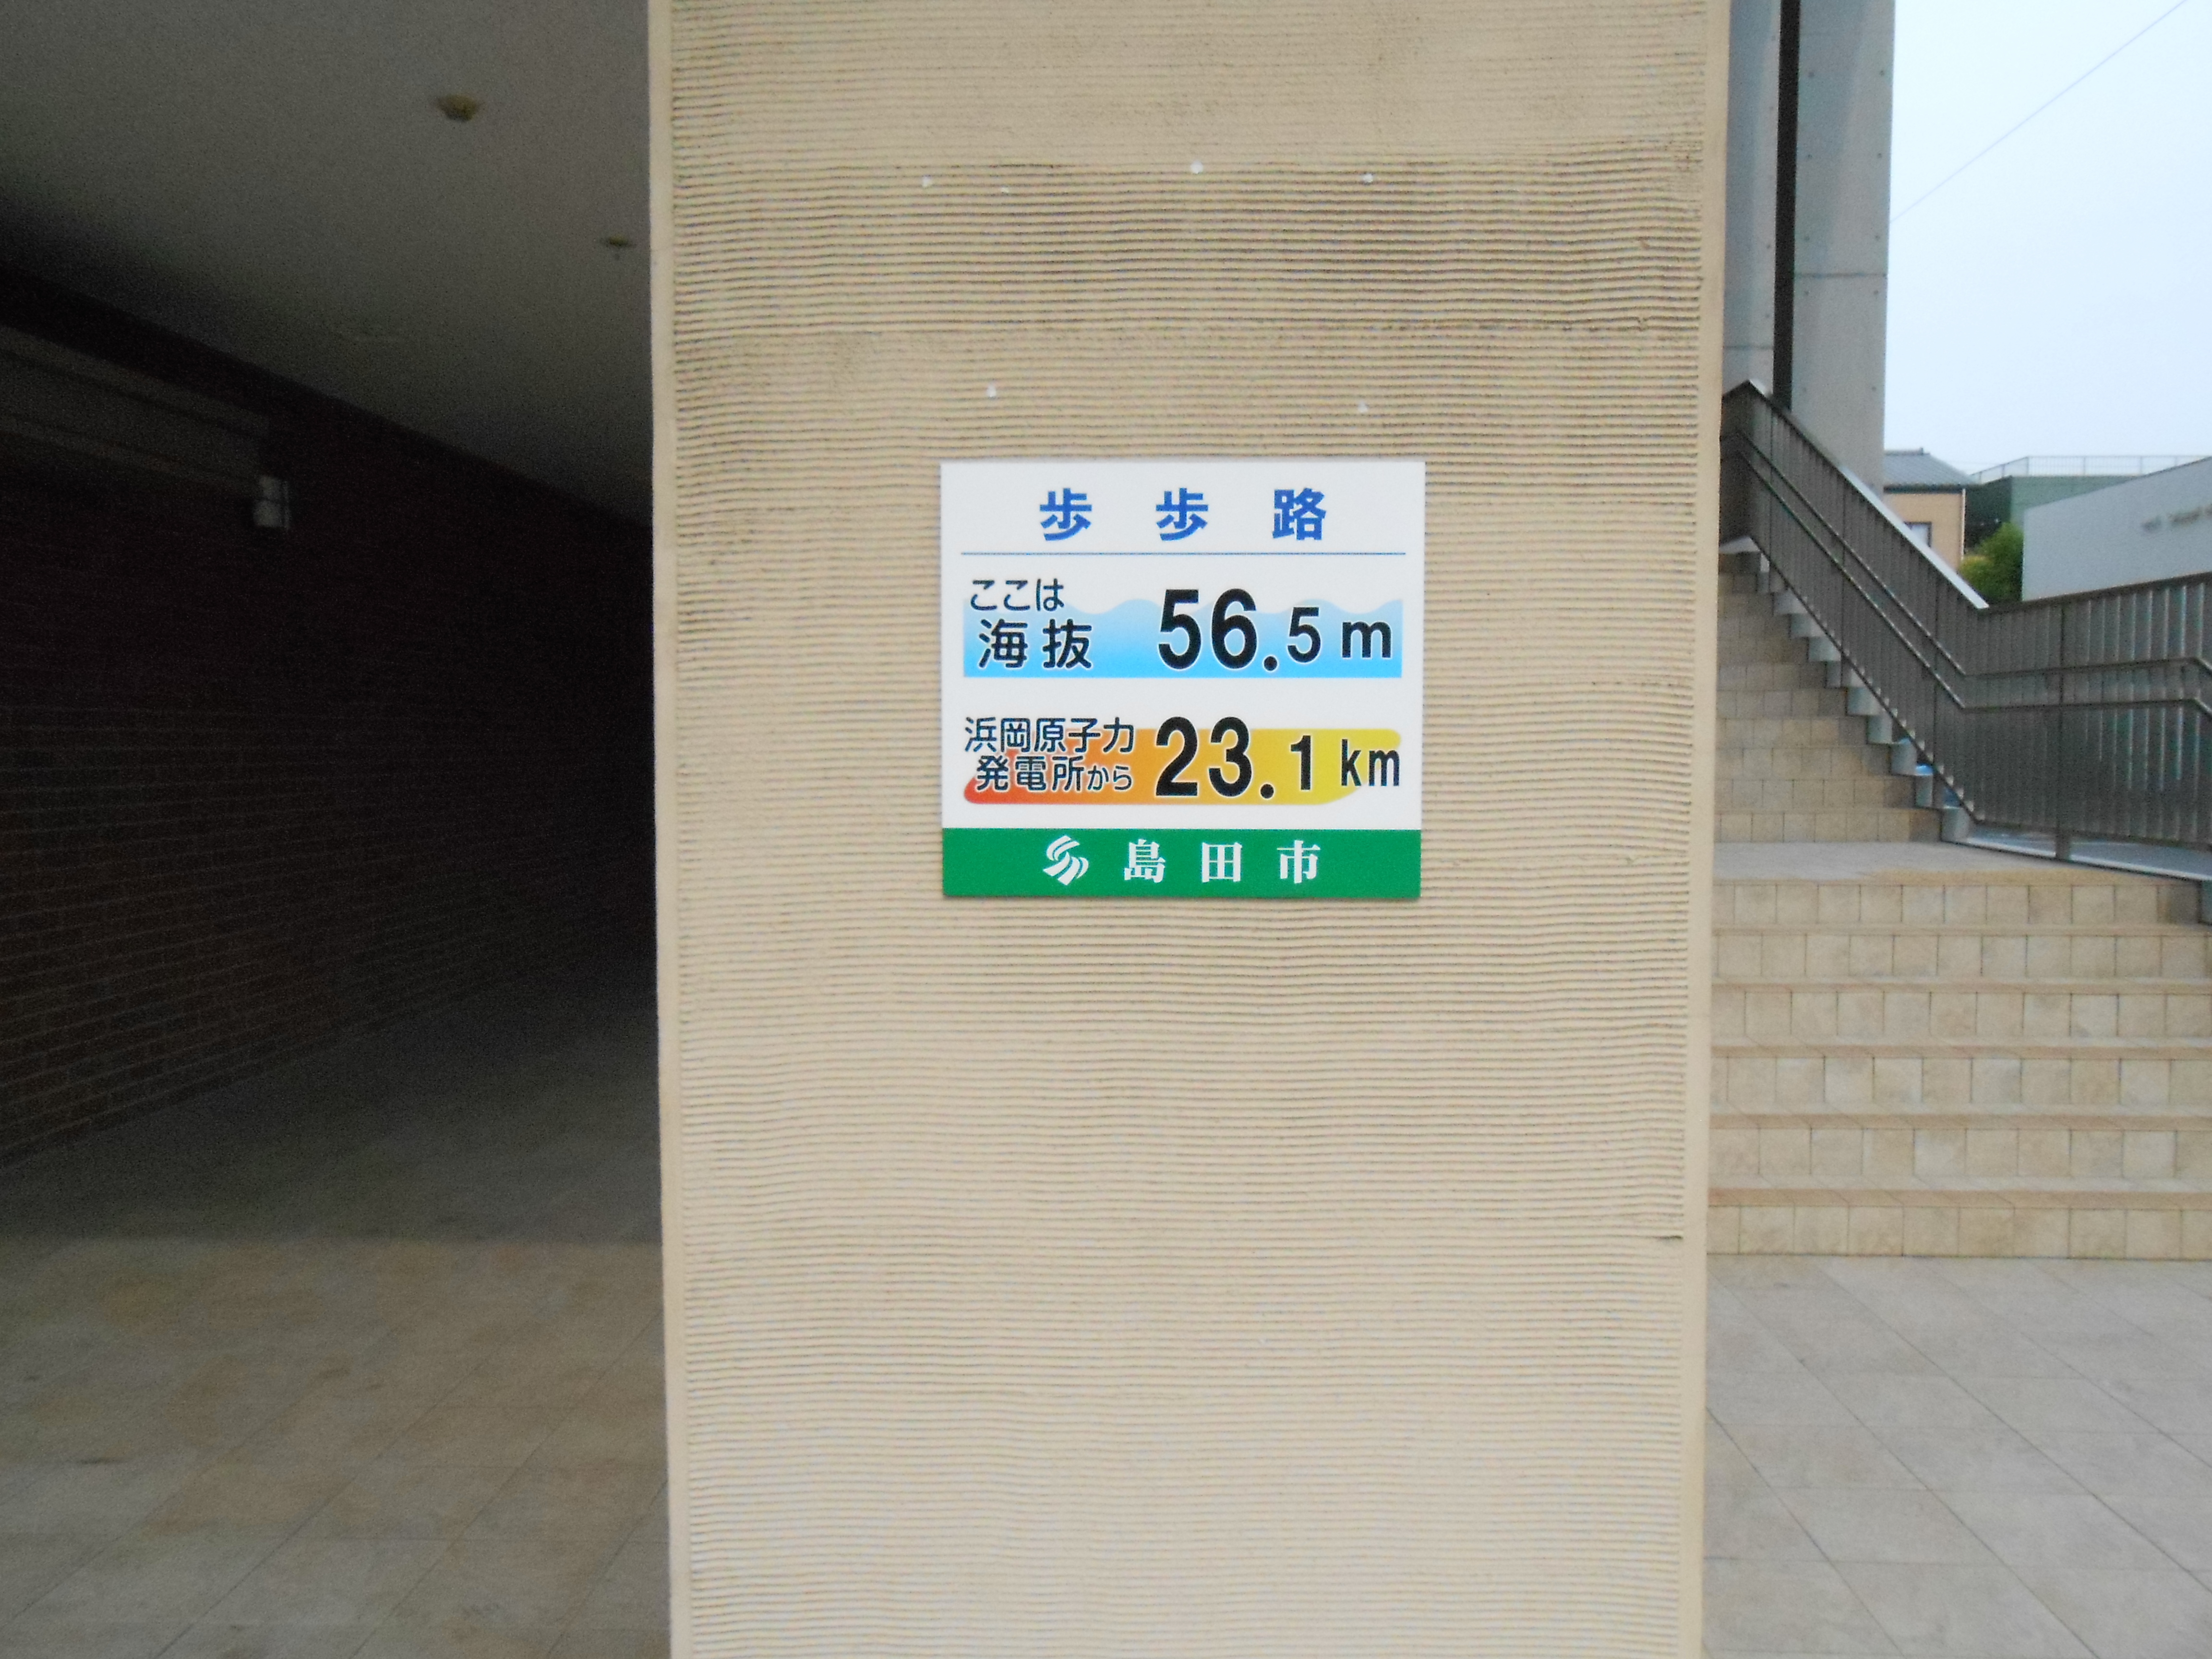 歩歩路
ここは
海抜 56.5m
浜岡原子力
発電所から 23.1km
島田市